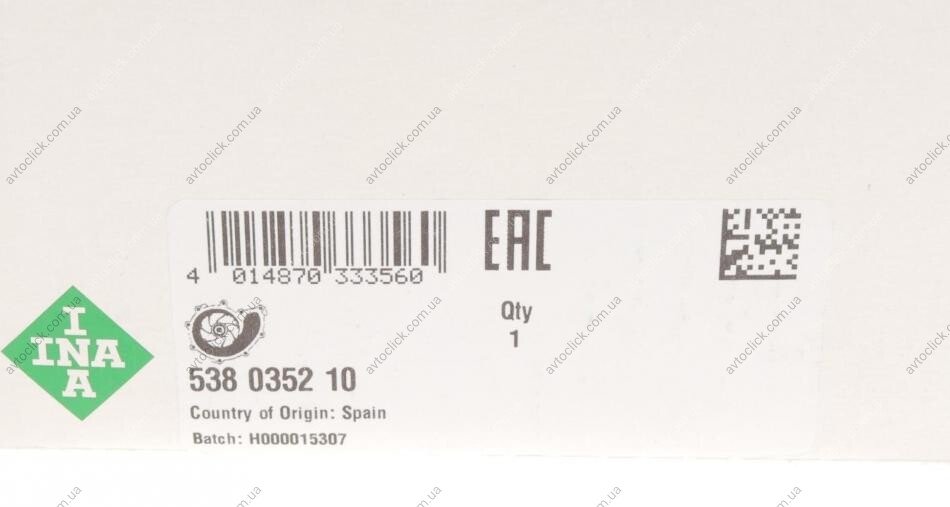 4 014870 333560
EAC
Qty
1
I
INA
A
538 0352 10
Country of Origin: Spain
Batch: H000015307
avtoclick.com.ua